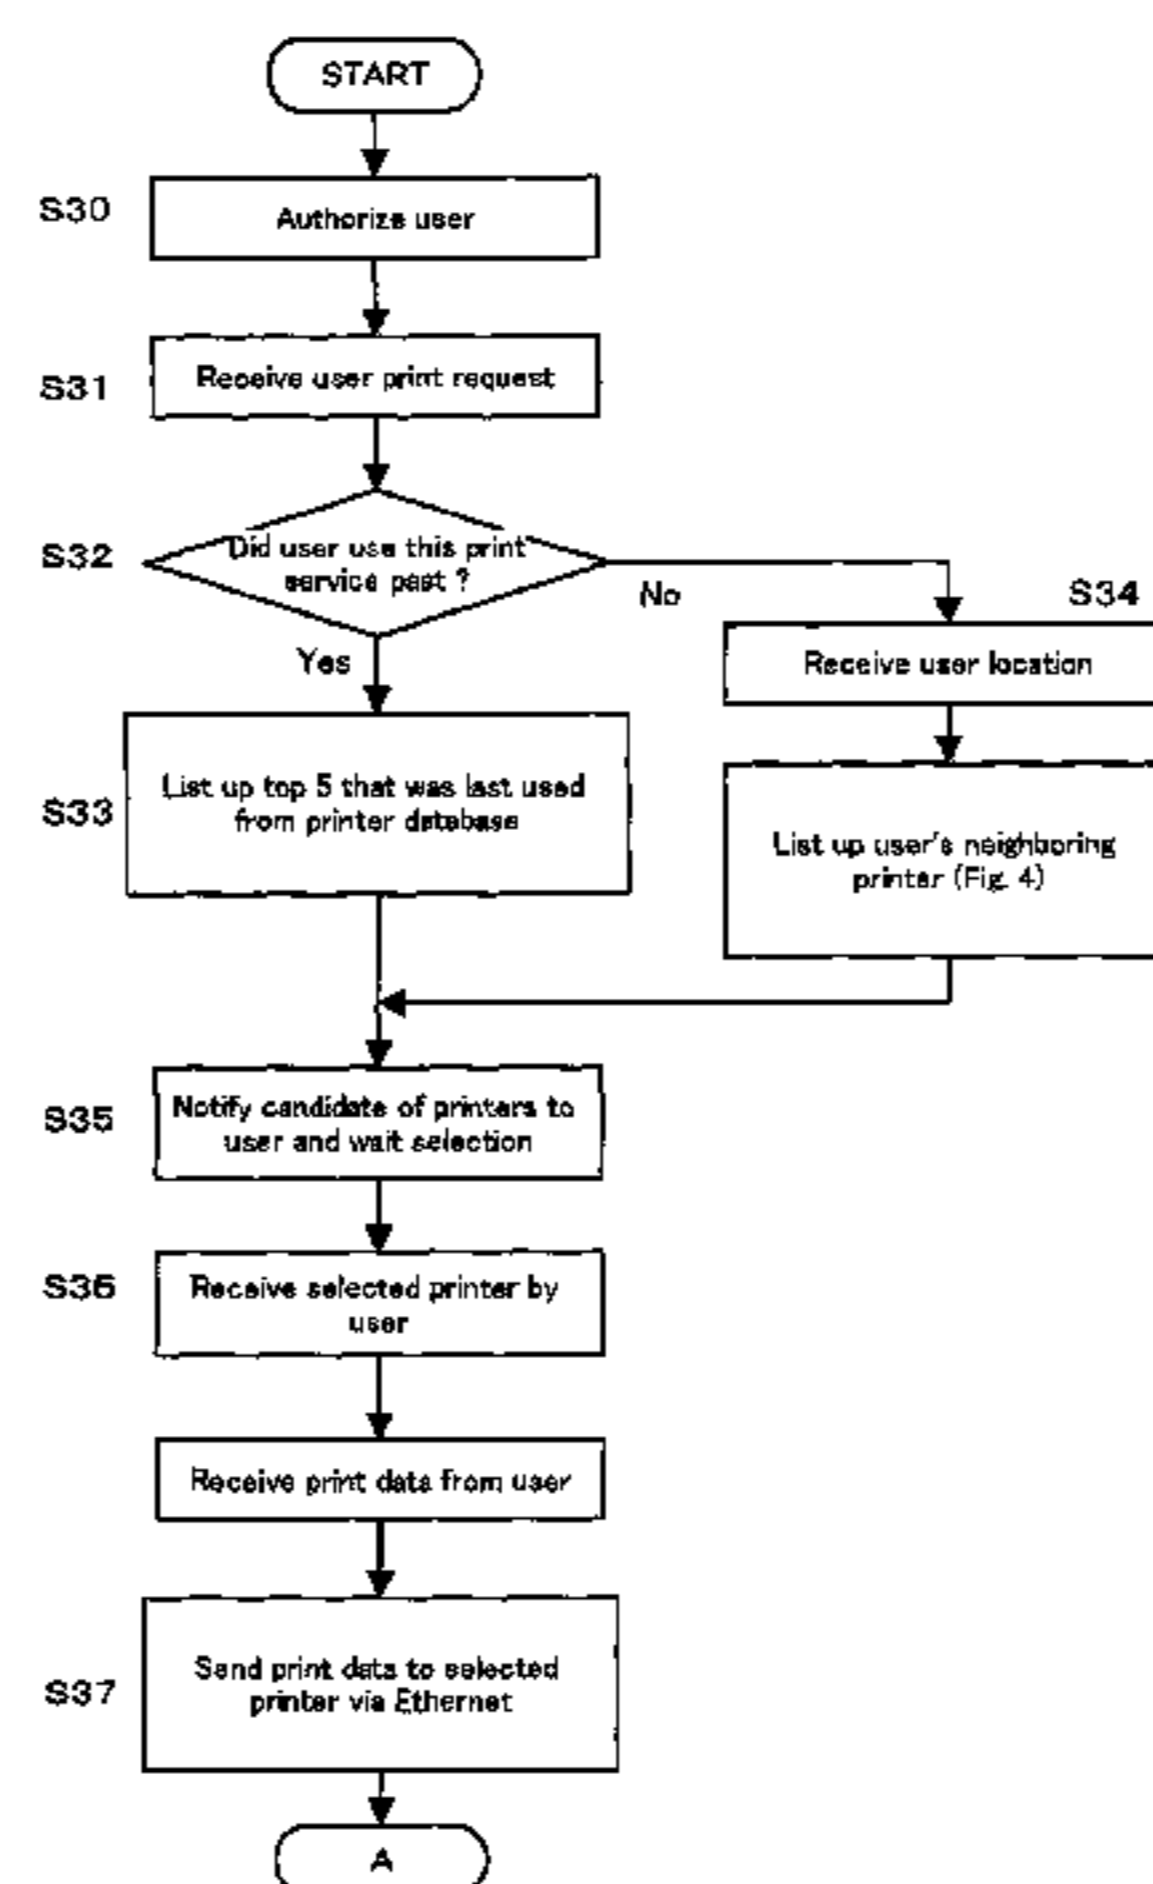 START
S30
Authorize user
S31
Receive user print request
S32
Did user use this print
service past ?
No
Yes
S34
Receive user location
S33
List up top 5 that was last used
from printer database
List up user's neighboring
printer (Fig. 4)
S35
Notify candidate of printers to
user and wait selection
S36
Receive selected printer by
user
Receive print data from user
S37
Send print data to selected
printer via Ethernet
A